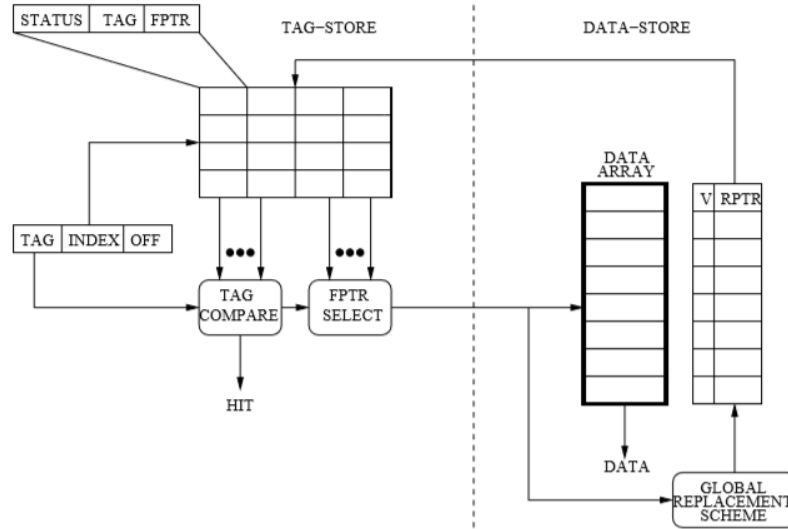 STATUS TAG FPTR
TAG-STORE
DATA-STORE
DATA
ARRAY
V RPTR
TAG INDEX OFF
TAG
COMPARE
FPTR
SELECT
HIT
DATA
GLOBAL
REPLACEMENT
SCHEME